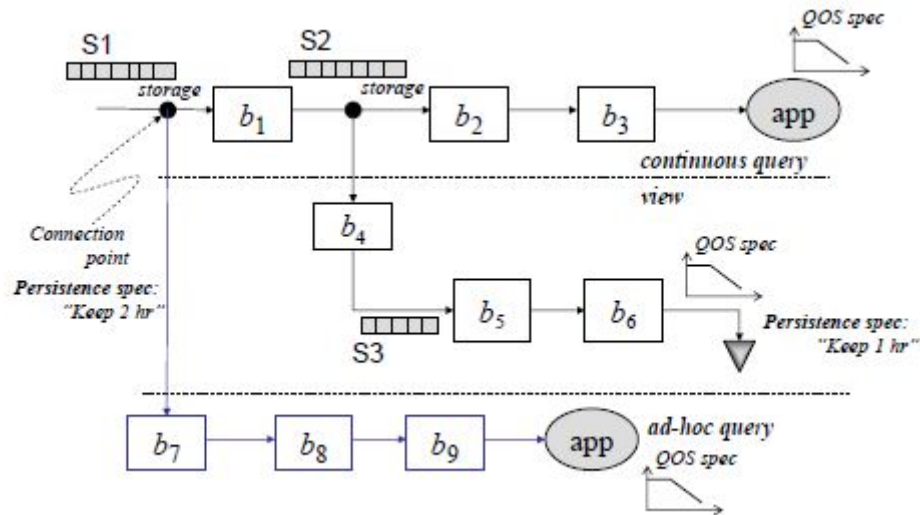 QOS spec
S1
S2
storage
storage
b1
b2
b3
app
continuous query
view
Connection
point
b4
QOS spec
Persistence spec:
"Keep 2 hr"
b5
b6
Persistence spec:
"Keep 1 hr"
S3
b7
b8
b9
app
ad-hoc query
QOS spec